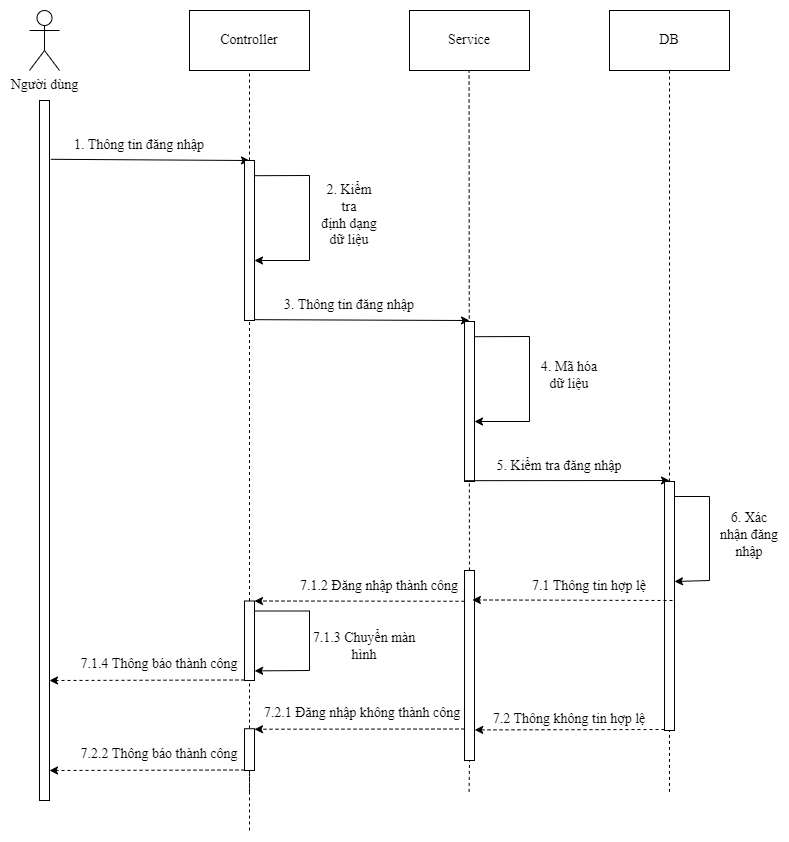 Controller
Service
DB
Người dùng
1. Thông tin đăng nhập
2. Kiểm
tra
định dạng
dữ liệu
3. Thông tin đăng nhập
4. Mã hóa
dữ liệu
5. Kiểm tra đăng nhập
6. Xác
nhận đăng
nhập
7.1.2 Đăng nhập thành công
7.1 Thông tin hợp lệ
7.1.3 Chuyển màn
hình
7.1.4 Thông báo thành công
7.2.1 Đăng nhập không thành công
7.2 Thông không tin hợp lệ
7.2.2 Thông báo thành công